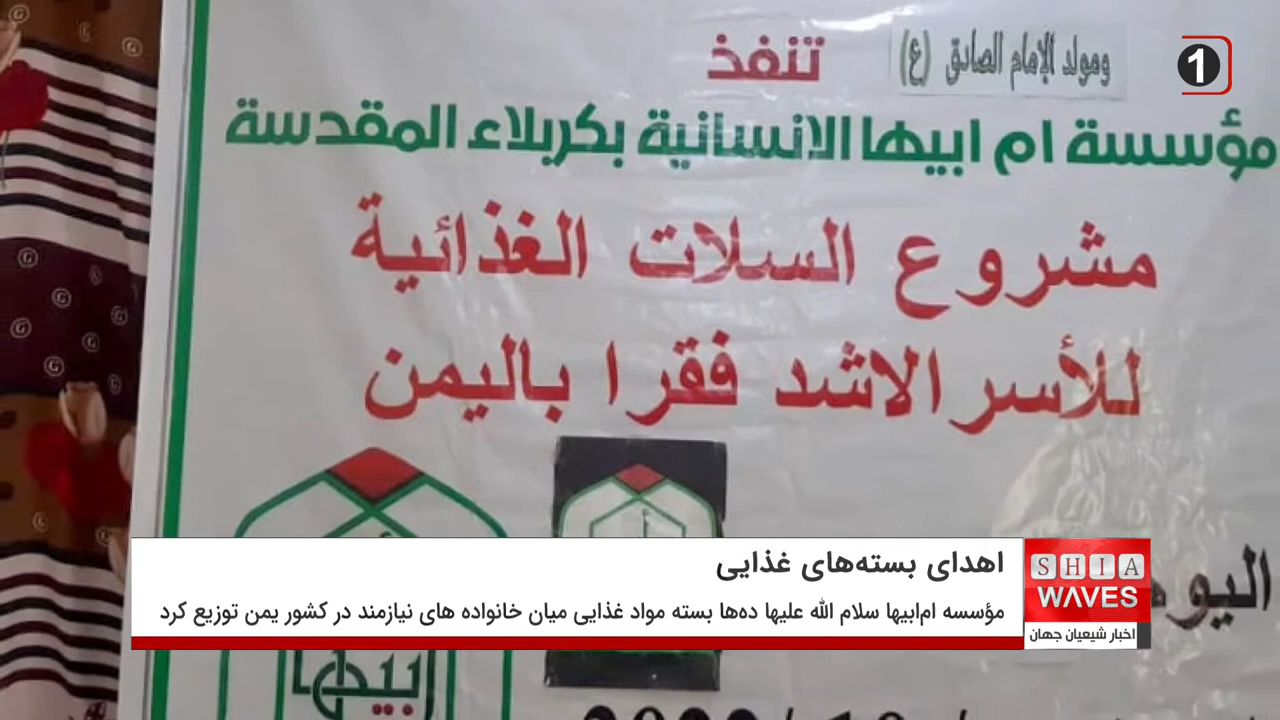 ومولد الإمام الصادق (ع)
تنفذ
1
مؤسسة ام ابيها الانسانية بكربلاء المقدسة
مشروع السلات الغذائية
للأسر الاشد فقرا باليمن
اهدای بسته‌های غذایی
مؤسسه ام‌ابیها سلام الله علیها ده‌ها بسته مواد غذایی میان خانواده های نیازمند در کشور یمن توزیع کرد
SHIA
WAVES
اخبار شیعیان جهان
ابيها